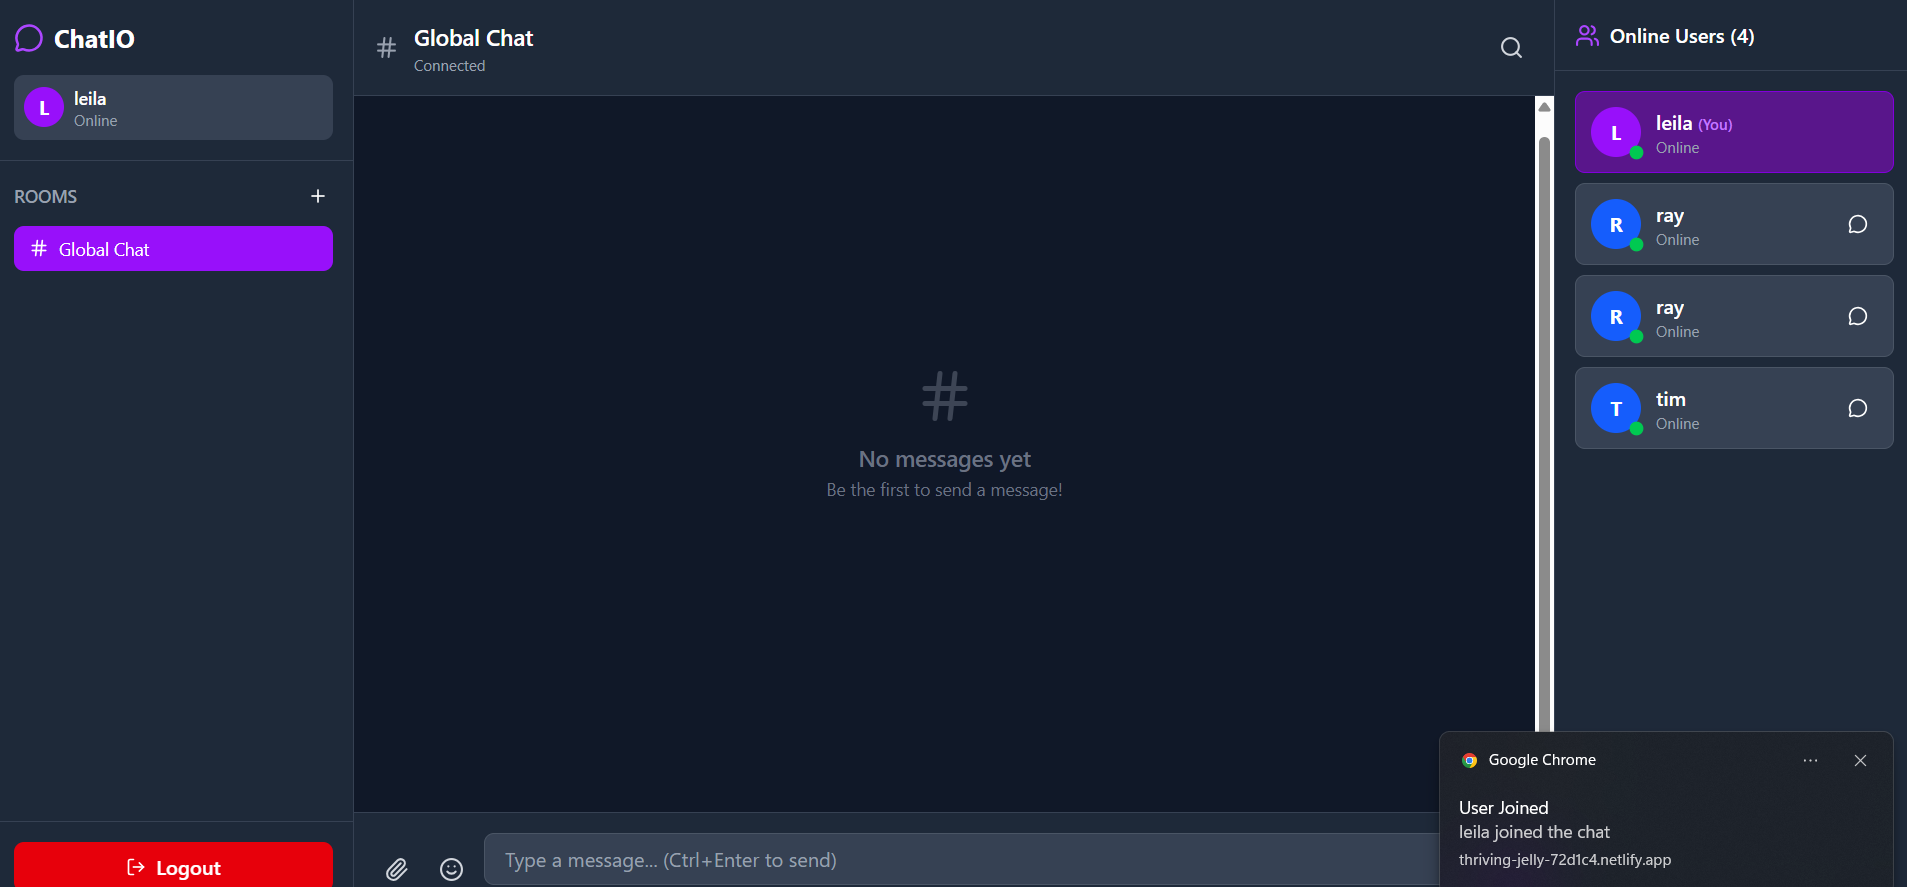 ChatIO
L
leila
Online
ROOMS
# Global Chat
Logout
# Global Chat
Connected
#
No messages yet
Be the first to send a message!
Type a message... (Ctrl+Enter to send)
Online Users (4)
L
leila (You)
Online
R
ray
Online
R
ray
Online
T
tim
Online
Google Chrome
User Joined
leila joined the chat
thriving-jelly-72d1c4.netlify.app